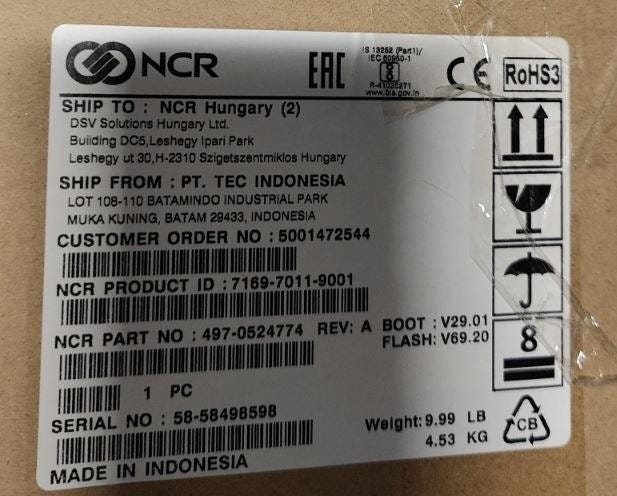 NCR
EAC
IS 13252 (Part1)/
IEC 60950-1
R-41026271
www.bis.gov.in
CE
RoHS3
SHIP TO : NCR Hungary (2)
DSV Solutions Hungary Ltd.
Building DC5,Leshegy Ipari Park
Leshegy ut 30,H-2310 Szigetszentmiklos Hungary
SHIP FROM : PT. TEC INDONESIA
LOT 108-110 BATAMINDO INDUSTRIAL PARK
MUKA KUNING, BATAM 29433, INDONESIA
CUSTOMER ORDER NO : 5001472544
NCR PRODUCT ID : 7169-7011-9001
NCR PART NO : 497-0524774 REV: A BOOT : V29.01
FLASH: V69.20
8
1 PC
SERIAL NO : 58-58498598
Weight: 9.99 LB
4.53 KG
CB
MADE IN INDONESIA